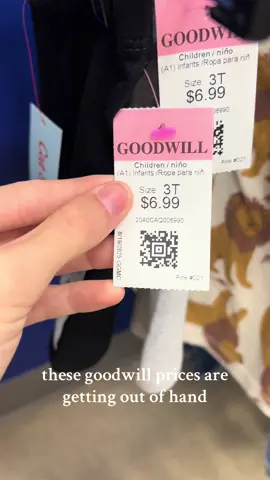 GOODWILL
Children / niño
(A1) Infants /Ropa para niñ
Size 3T
$6.99
GOODWILL
Children / niño
(A1) Infants /Ropa para niñ
Size 3T
$6.99
these goodwill prices are
getting out of hand